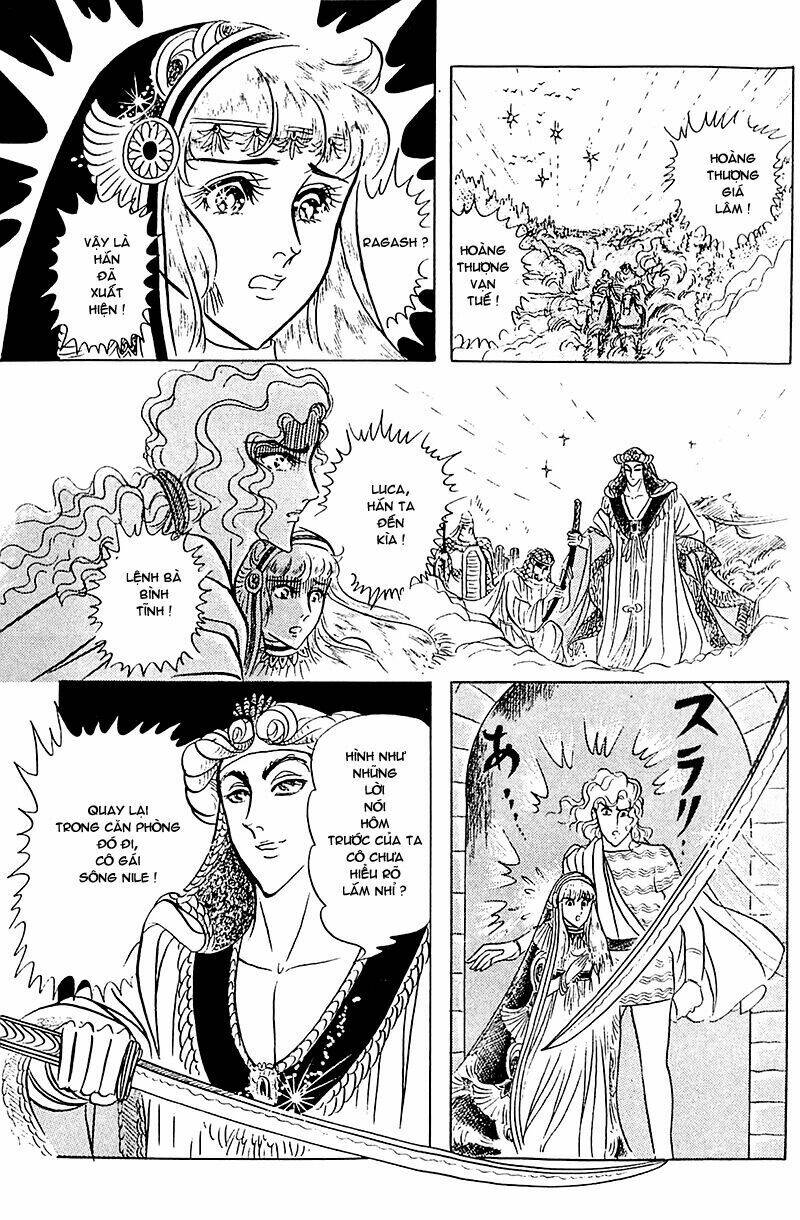 HOÀNG
THƯỢNG
GIÁ
LÂM !
HOÀNG
THƯỢNG
VẠN
TUẾ !
RAGASH ?
VẬY LÀ
HẮN
ĐÃ
XUẤT
HIỆN !
LUCA,
HẮN TA
ĐẾN
KÌA !
LỆNH BÀ
BÌNH
TĨNH !
スラリ
あ...
HÌNH NHƯ
NHỮNG
LỜI
NÓI
HÔM
TRƯỚC CỦA TA
CÔ CHƯA
HIỂU RÕ
LẮM NHỈ ?
QUAY LẠI
TRONG CĂN PHÒNG
ĐÓ ĐI,
CÔ GÁI
SÔNG NILE !